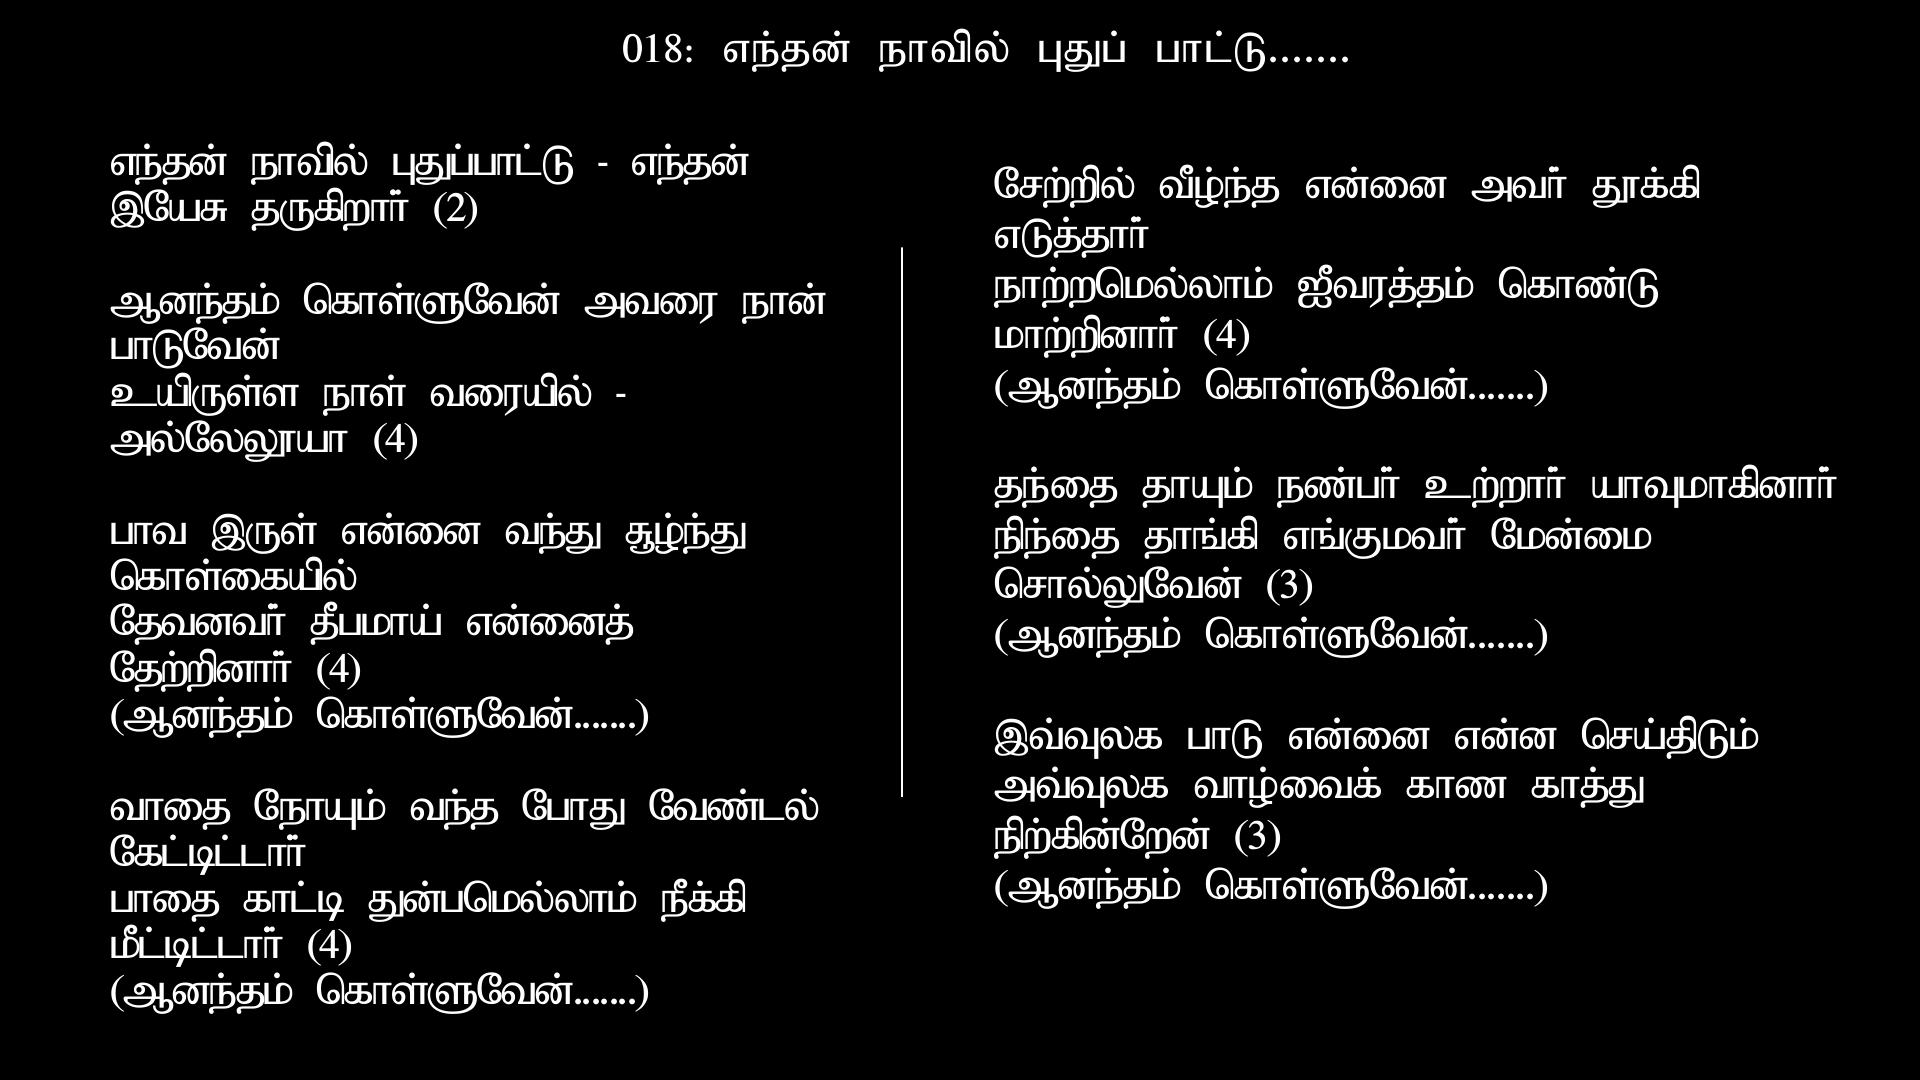 018: எந்தன் நாவில் புதுப் பாட்டு.......
எந்தன் நாவில் புதுப்பாட்டு - எந்தன்
இயேசு தருகிறார் (2)
ஆனந்தம் கொள்ளுவேன் அவரை நான்
பாடுவேன்
உயிருள்ள நாள் வரையில் -
அல்லேலூயா (4)
பாவ இருள் என்னை வந்து சூழ்ந்து
கொள்கையில்
தேவனவர் தீபமாய் என்னைத்
தேற்றினார் (4)
(ஆனந்தம் கொள்ளுவேன்.......)
வாதை நோயும் வந்த போது வேண்டல்
கேட்டிட்டார்
பாதை காட்டி துன்பமெல்லாம் நீக்கி
மீட்டிட்டார் (4)
(ஆனந்தம் கொள்ளுவேன்.......)
சேற்றில் வீழ்ந்த என்னை அவர் தூக்கி
எடுத்தார்
நாற்றமெல்லாம் ஜீவரத்தம் கொண்டு
மாற்றினார் (4)
(ஆனந்தம் கொள்ளுவேன்.......)
தந்தை தாயும் நண்பர் உற்றார் யாவுமாகினார்
நிந்தை தாங்கி எங்குமவர் மேன்மை
சொல்லுவேன் (3)
(ஆனந்தம் கொள்ளுவேன்.......)
இவ்வுலக பாடு என்னை என்ன செய்திடும்
அவ்வுலக வாழ்வைக் காண காத்து
நிற்கின்றேன் (3)
(ஆனந்தம் கொள்ளுவேன்.......)